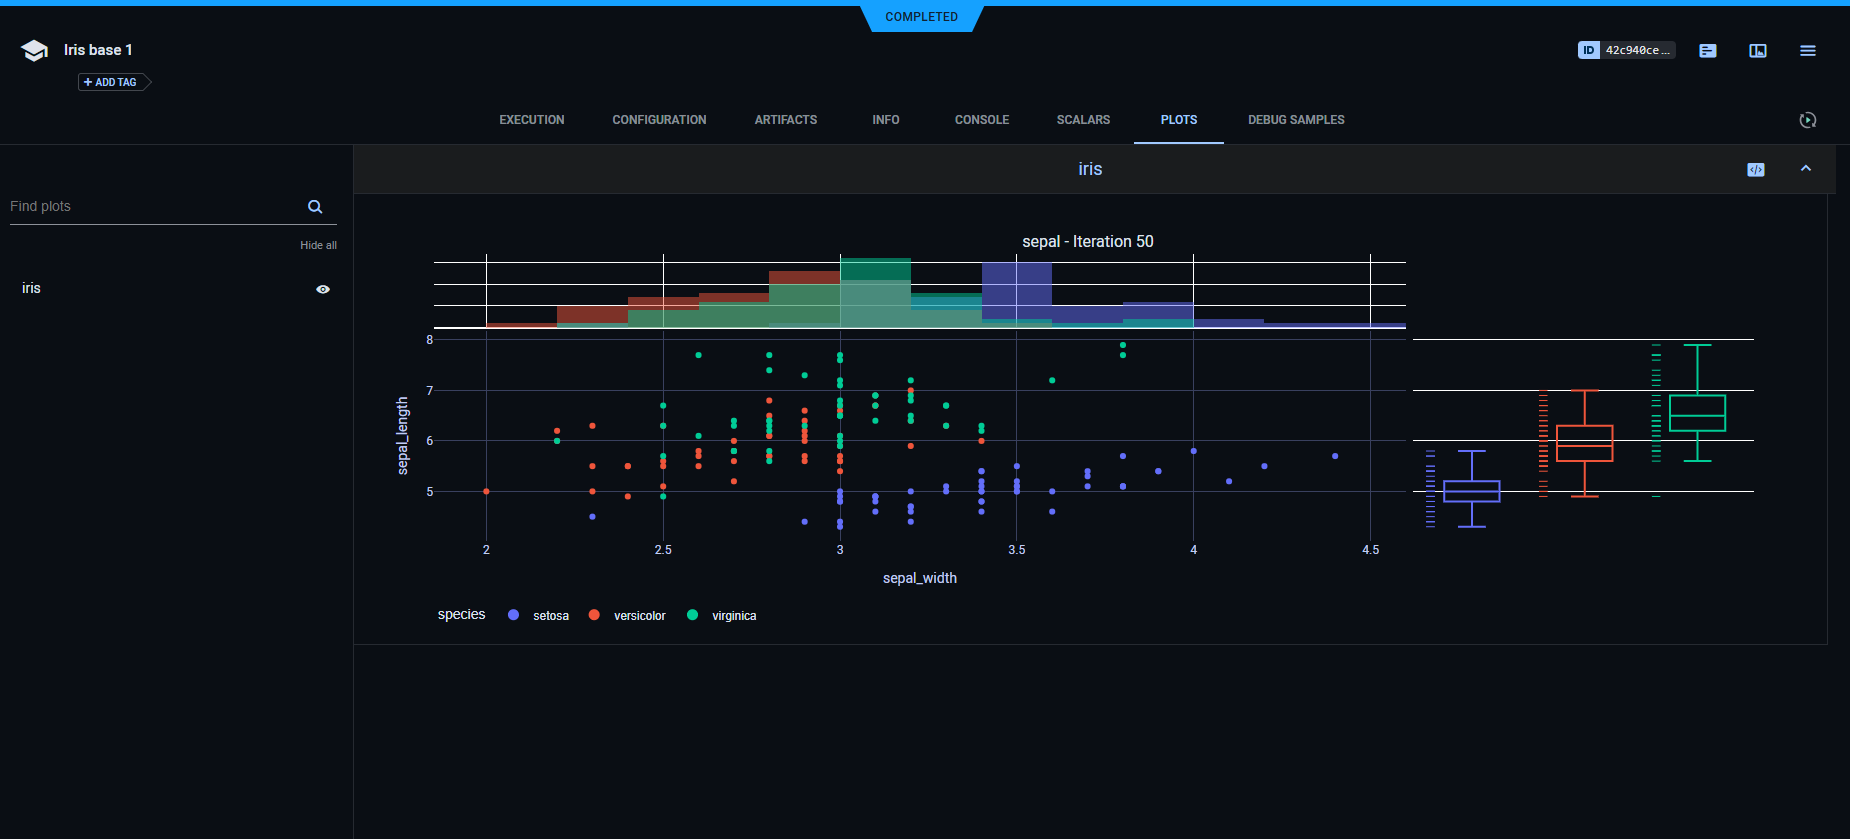 COMPLETED
Iris base 1
ID 42c940ce ...
+ ADD TAG
EXECUTION CONFIGURATION ARTIFACTS INFO CONSOLE SCALARS PLOTS DEBUG SAMPLES
iris
Find plots
Hide all
iris
sepal - Iteration 50
8
7
6
5
sepal_length
2 2.5 3 3.5 4 4.5
sepal_width
species setosa versicolor virginica